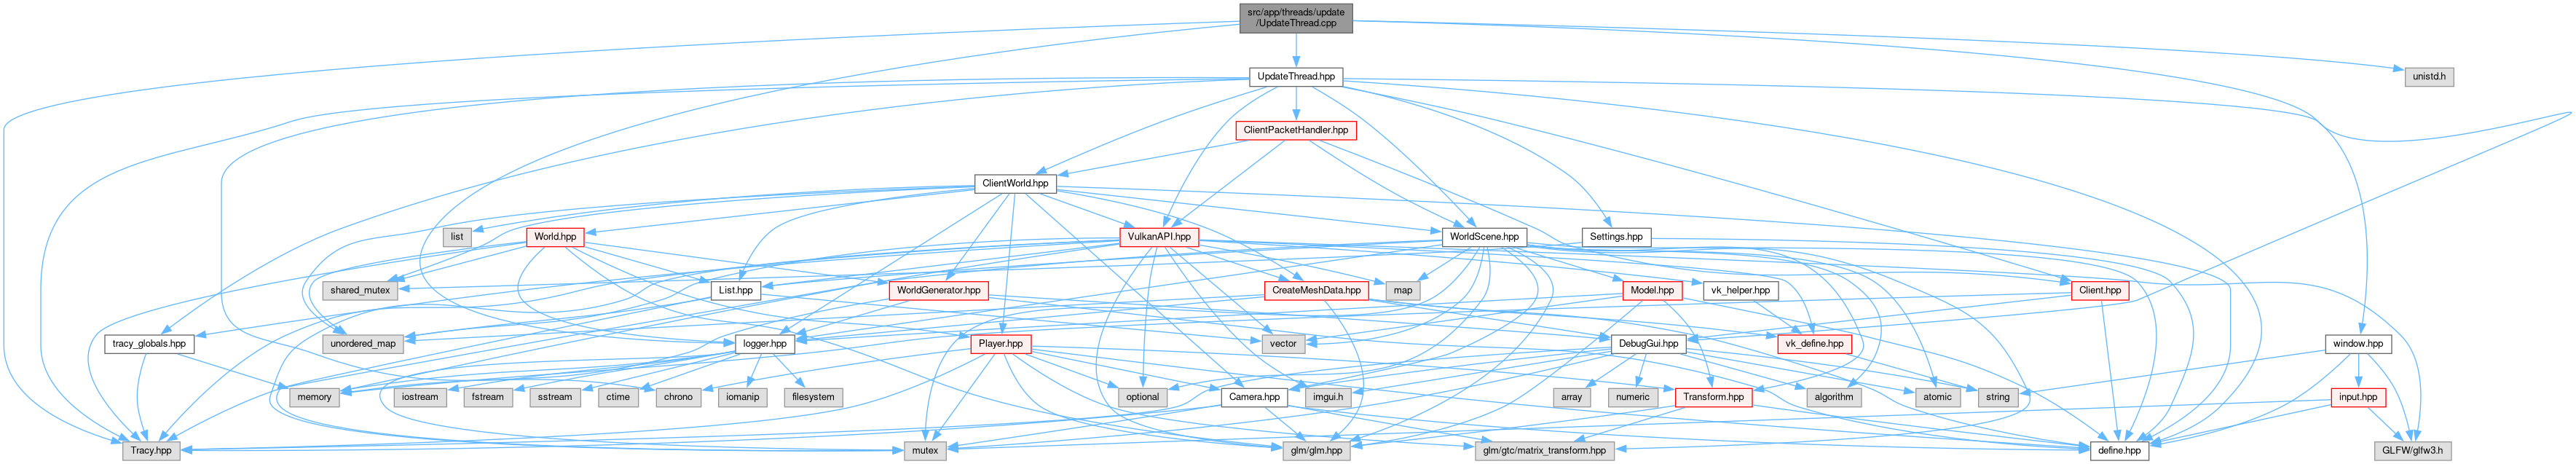 src/app/threads/update
/UpdateThread.cpp
UpdateThread.hpp
unistd.h
ClientPacketHandler.hpp
ClientWorld.hpp
list
World.hpp
VulkanAPI.hpp
WorldScene.hpp
Settings.hpp
shared_mutex
List.hpp
WorldGenerator.hpp
CreateMeshData.hpp
map
Model.hpp
vk_helper.hpp
Client.hpp
tracy_globals.hpp
unordered_map
logger.hpp
Player.hpp
vector
DebugGui.hpp
vk_define.hpp
window.hpp
memory
iostream
fstream
sstream
ctime
chrono
iomanip
filesystem
optional
Camera.hpp
imgui.h
array
numeric
Transform.hpp
algorithm
atomic
string
input.hpp
Tracy.hpp
mutex
glm/glm.hpp
glm/gtc/matrix_transform.hpp
define.hpp
GLFW/glfw3.h